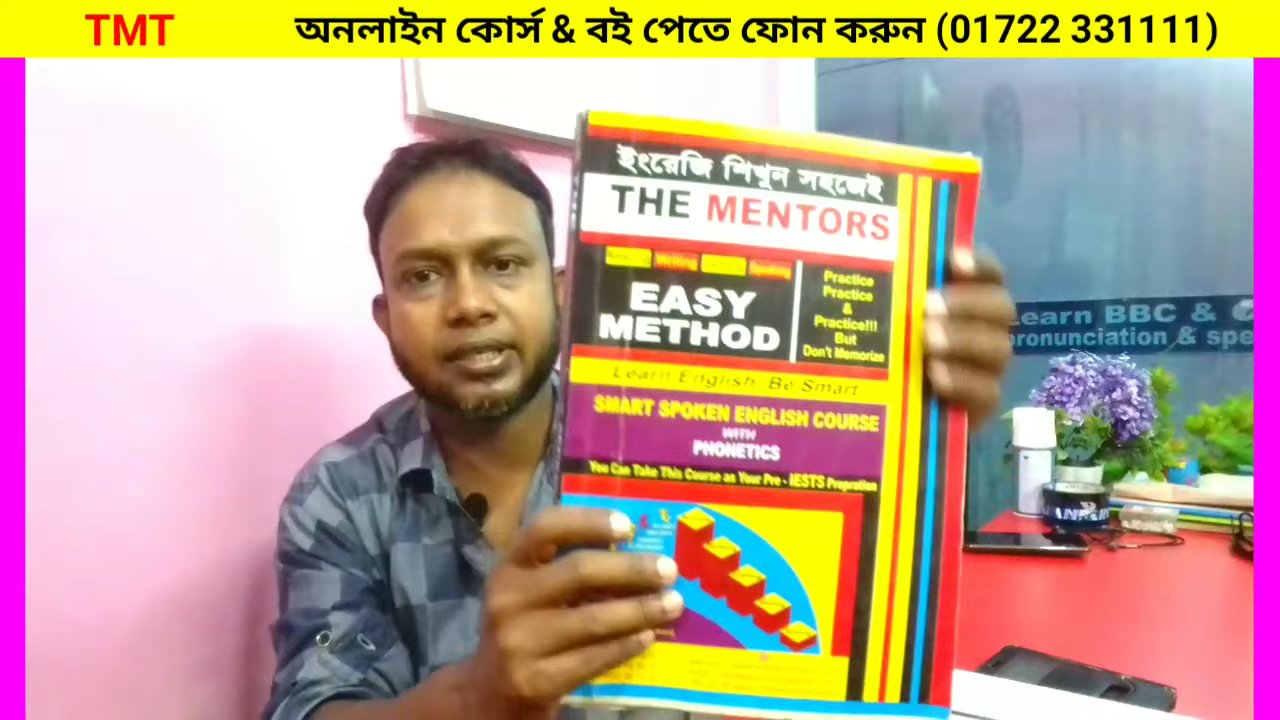 TMT অনলাইন কোর্স & বই পেতে ফোন করুন (01722 331111)
ইংরেজি শিখুন সহজেই
THE MENTORS
Writing
Speaking
EASY
METHOD
Practice
Practice
&
Practice!!!
But
Don't Memorize
Learn English Be Smart
SMART SPOKEN ENGLISH COURSE
WITH
PHONETICS
You Can Take This Course as Your Pre - IESTS Prepration
Learn BBC &
pronunciation &